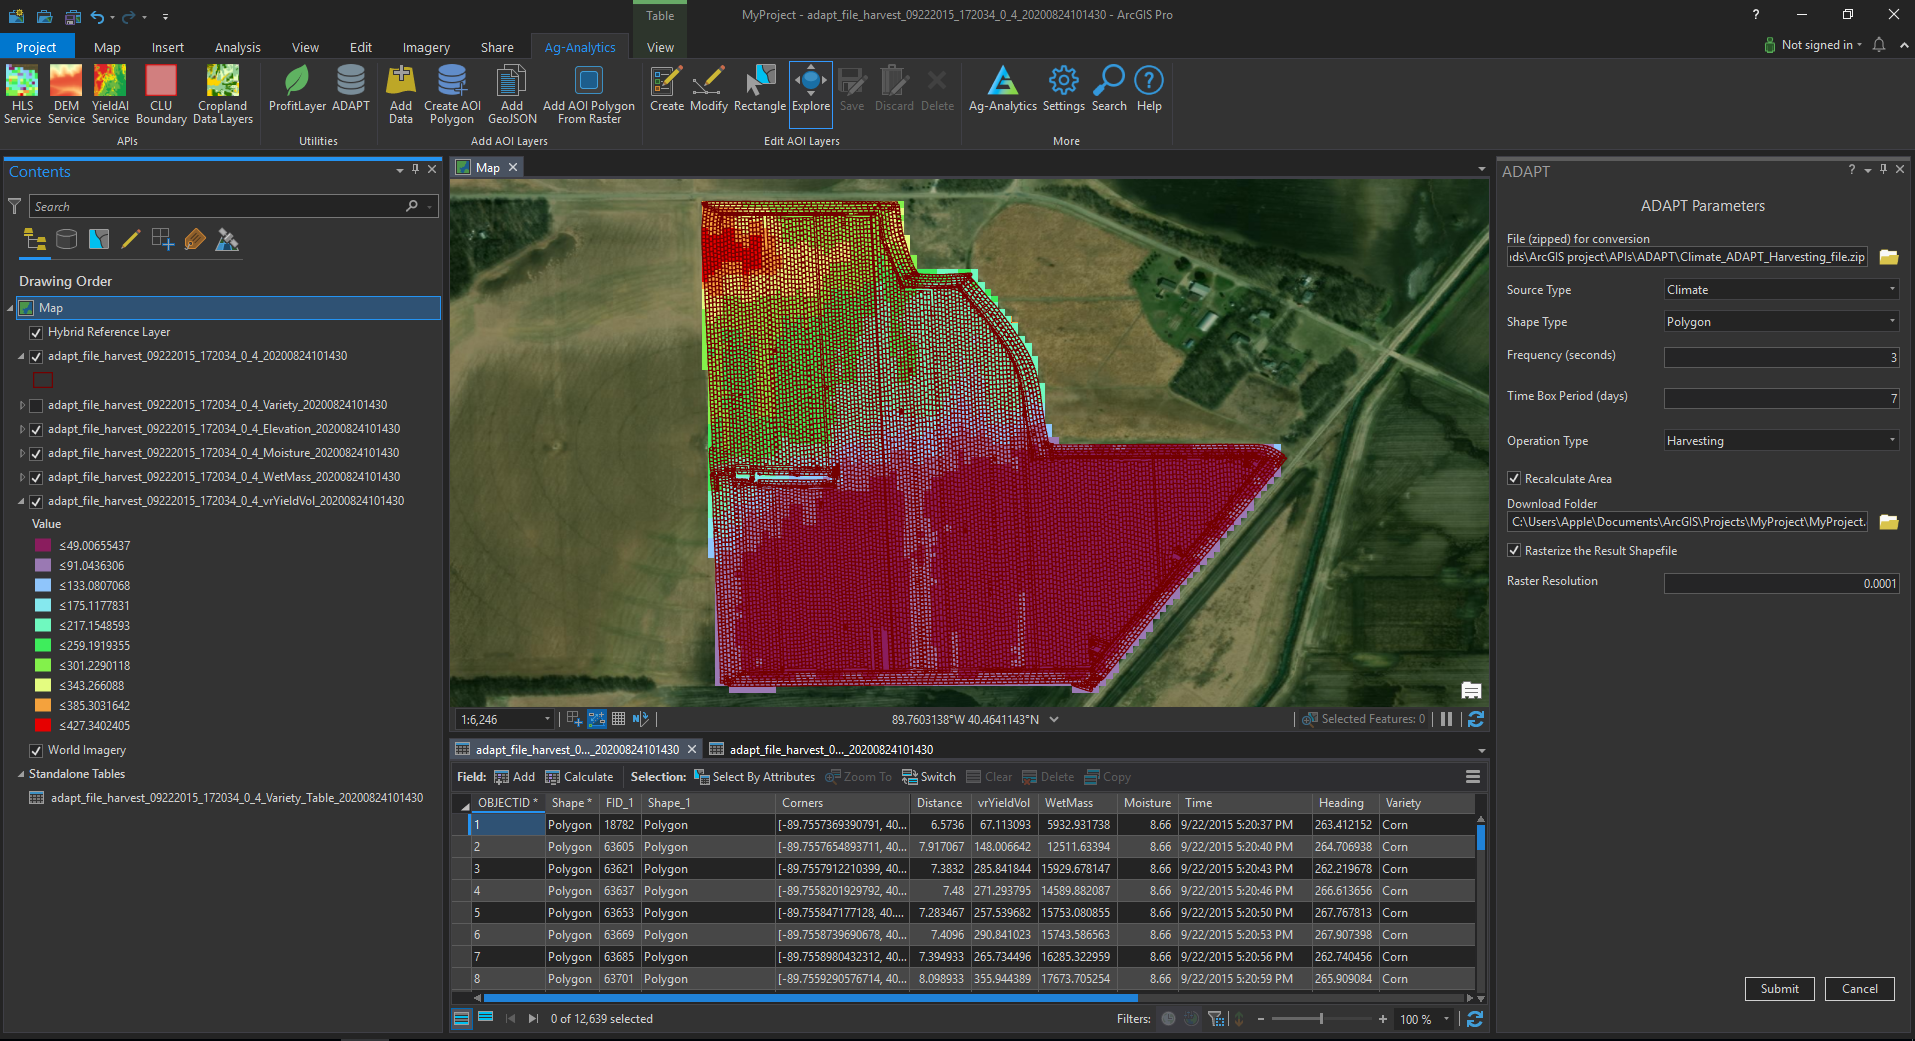 MyProject - adapt_file_harvest_09222015_172034_0_4_20200824101430 - ArcGIS Pro
Table
?
Project Map Insert Analysis View Edit Imagery Share Ag-Analytics View
Not signed in
HLS Service
DEM Service
YieldAI Service
CLU Boundary
Cropland Data Layers
APIs
ProfitLayer
ADAPT
Utilities
Add Data
Create AOI Polygon
Add GeoJSON
Add AOI Polygon From Raster
Add AOI Layers
Create
Modify
Rectangle
Explore
Save
Discard
Delete
Edit AOI Layers
Ag-Analytics
Settings
Search
Help
More
Contents
Search
Drawing Order
Map
Hybrid Reference Layer
adapt_file_harvest_09222015_172034_0_4_20200824101430
adapt_file_harvest_09222015_172034_0_4_Variety_20200824101430
adapt_file_harvest_09222015_172034_0_4_Elevation_20200824101430
adapt_file_harvest_09222015_172034_0_4_Moisture_20200824101430
adapt_file_harvest_09222015_172034_0_4_WetMass_20200824101430
adapt_file_harvest_09222015_172034_0_4_vrYieldVol_20200824101430
Value
≤49.00655437
≤91.0436306
≤133.0807068
≤175.1177831
≤217.1548593
≤259.1919355
≤301.2290118
≤343.266088
≤385.3031642
≤427.3402405
World Imagery
Standalone Tables
adapt_file_harvest_09222015_172034_0_4_Variety_Table_20200824101430
Map
1:6,246
89.7603138°W 40.4641143°N
Selected Features: 0
adapt_file_harvest_0..._20200824101430
adapt_file_harvest_0..._20200824101430
Field: Add Calculate Selection: Select By Attributes Zoom To Switch Clear Delete Copy
OBJECTID * Shape * FID_1 Shape_1 Corners Distance vrYieldVol WetMass Moisture Time Heading Variety
1 Polygon 18782 Polygon [-89.7557369390791, 40... 6.5736 67.113093 5932.931738 8.66 9/22/2015 5:20:37 PM 263.412152 Corn
2 Polygon 63605 Polygon [-89.7557654893711, 40... 7.917067 148.006642 12511.63394 8.66 9/22/2015 5:20:40 PM 264.706938 Corn
3 Polygon 63621 Polygon [-89.7557912210399, 40... 7.3832 285.841844 15929.678147 8.66 9/22/2015 5:20:43 PM 262.219678 Corn
4 Polygon 63637 Polygon [-89.7558201929792, 40... 7.48 271.293795 14589.882087 8.66 9/22/2015 5:20:46 PM 266.613656 Corn
5 Polygon 63653 Polygon [-89.755847177128, 40.... 7.283467 257.539682 15753.080855 8.66 9/22/2015 5:20:50 PM 267.767813 Corn
6 Polygon 63669 Polygon [-89.7558739690678, 40... 7.4096 290.841023 15743.586563 8.66 9/22/2015 5:20:53 PM 267.907398 Corn
7 Polygon 63685 Polygon [-89.7558980432312, 40... 7.394933 265.734496 16285.322959 8.66 9/22/2015 5:20:56 PM 262.740456 Corn
8 Polygon 63701 Polygon [-89.7559290576714, 40... 8.098933 355.944389 17673.705254 8.66 9/22/2015 5:20:59 PM 265.909084 Corn
0 of 12,639 selected
Filters:
100 %
ADAPT
?
ADAPT Parameters
File (zipped) for conversion
ds\ArcGIS project\APIs\ADAPT\Climate_ADAPT_Harvesting_file.zip
Source Type Climate
Shape Type Polygon
Frequency (seconds) 3
Time Box Period (days) 7
Operation Type Harvesting
Recalculate Area
Download Folder
C:\Users\Apple\Documents\ArcGIS\Projects\MyProject\MyProject.
Rasterize the Result Shapefile
Raster Resolution 0.0001
Submit Cancel